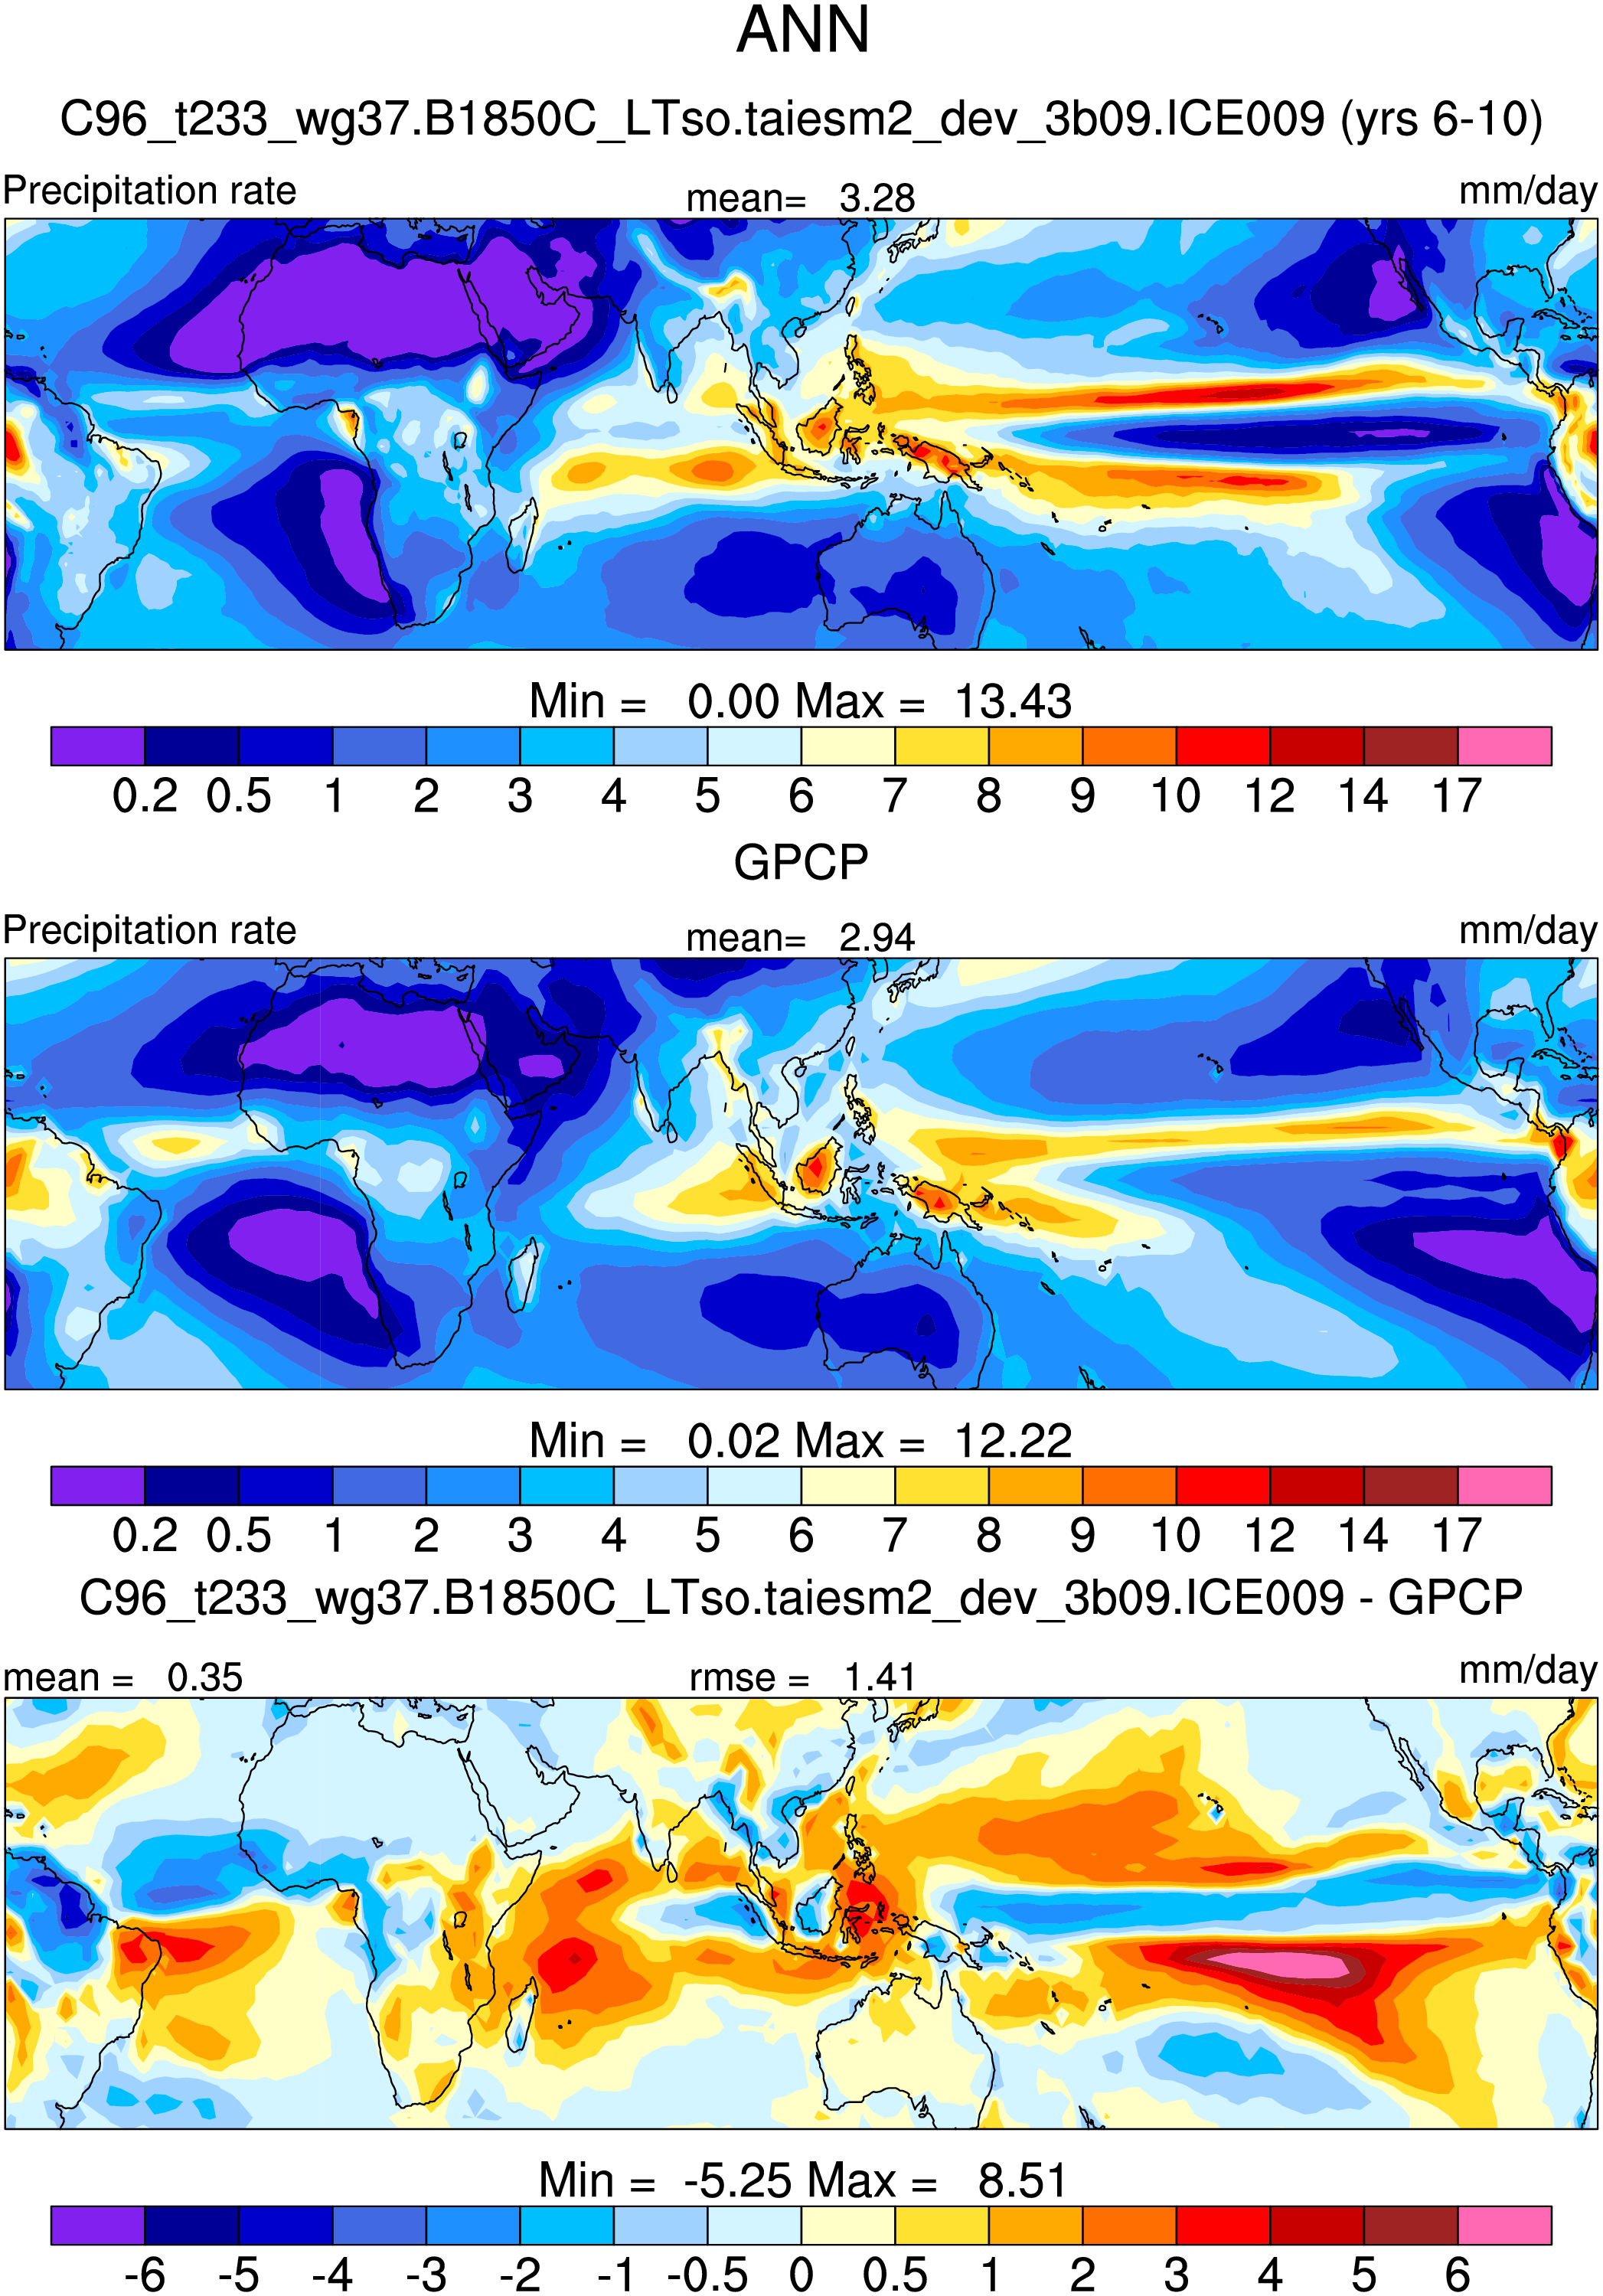 ANN
C96_t233_wg37.B1850C_LTso.taiesm2_dev_3b09.ICE009 (yrs 6-10)
Precipitation rate mean= 3.28 mm/day
Min = 0.00 Max = 13.43
0.2 0.5 1 2 3 4 5 6 7 8 9 10 12 14 17
GPCP
Precipitation rate mean= 2.94 mm/day
Min = 0.02 Max = 12.22
0.2 0.5 1 2 3 4 5 6 7 8 9 10 12 14 17
C96_t233_wg37.B1850C_LTso.taiesm2_dev_3b09.ICE009 - GPCP
mean = 0.35 rmse = 1.41 mm/day
Min = -5.25 Max = 8.51
-6 -5 -4 -3 -2 -1 -0.5 0 0.5 1 2 3 4 5 6